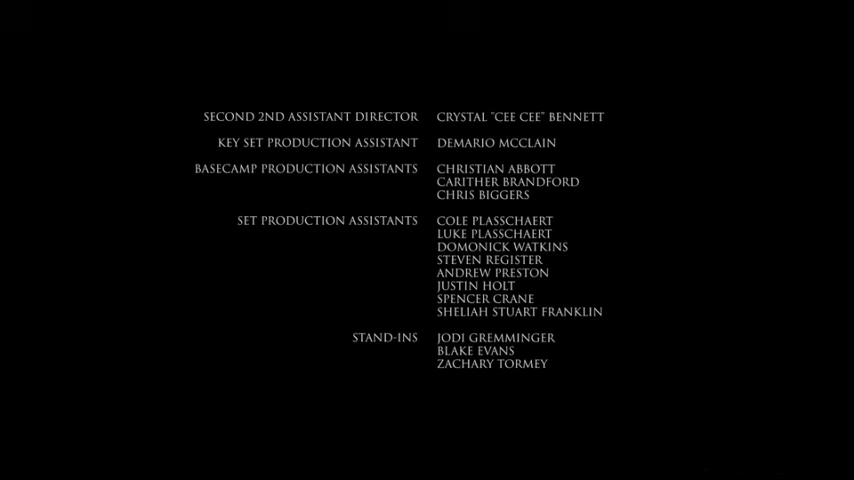 SECOND 2ND ASSISTANT DIRECTOR CRYSTAL "CEE CEE" BENNETT
KEY SET PRODUCTION ASSISTANT DEMARIO MCCLAIN
BASECAMP PRODUCTION ASSISTANTS CHRISTIAN ABBOTT
CARITHER BRANDFORD
CHRIS BIGGERS
SET PRODUCTION ASSISTANTS COLE PLASSCHAERT
LUKE PLASSCHAERT
DOMONICK WATKINS
STEVEN REGISTER
ANDREW PRESTON
JUSTIN HOLT
SPENCER CRANE
SHELIAH STUART FRANKLIN
STAND-INS JODI GREMMINGER
BLAKE EVANS
ZACHARY TORMEY